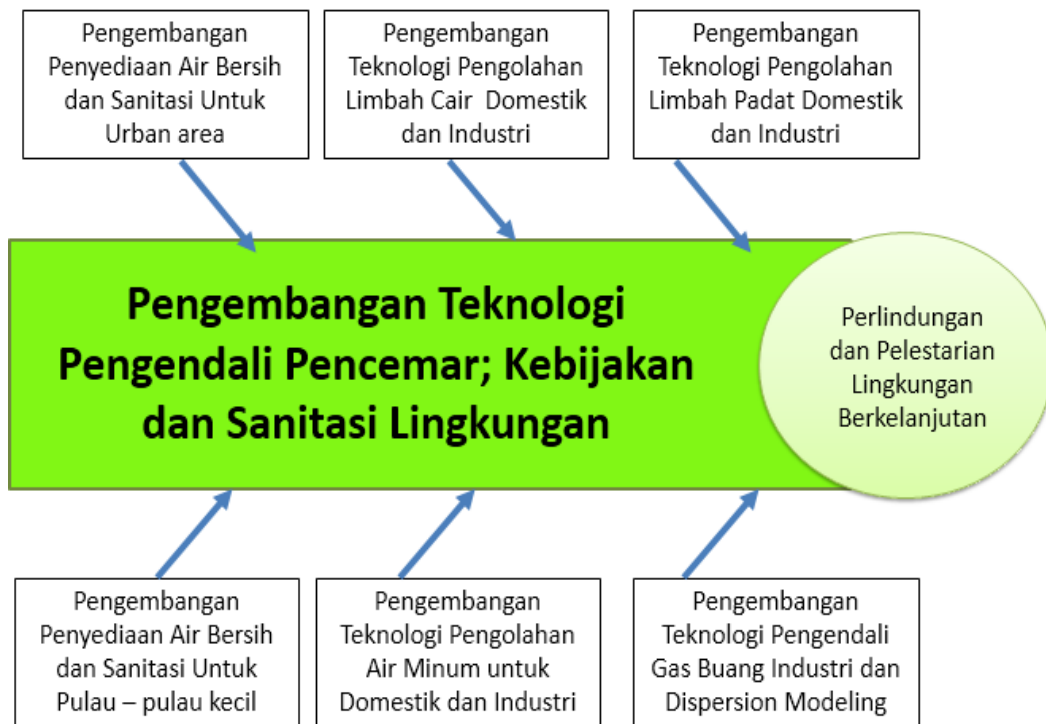 Pengembangan
Penyediaan Air Bersih
dan Sanitasi Untuk
Urban area
Pengembangan
Teknologi Pengolahan
Limbah Cair Domestik
dan Industri
Pengembangan
Teknologi Pengolahan
Limbah Padat Domestik
dan Industri
Pengembangan Teknologi
Pengendali Pencemar; Kebijakan
dan Sanitasi Lingkungan
Perlindungan
dan Pelestarian
Lingkungan
Berkelanjutan
Pengembangan
Penyediaan Air Bersih
dan Sanitasi Untuk
Pulau – pulau kecil
Pengembangan
Teknologi Pengolahan
Air Minum untuk
Domestik dan Industri
Pengembangan
Teknologi Pengendali
Gas Buang Industri dan
Dispersion Modeling